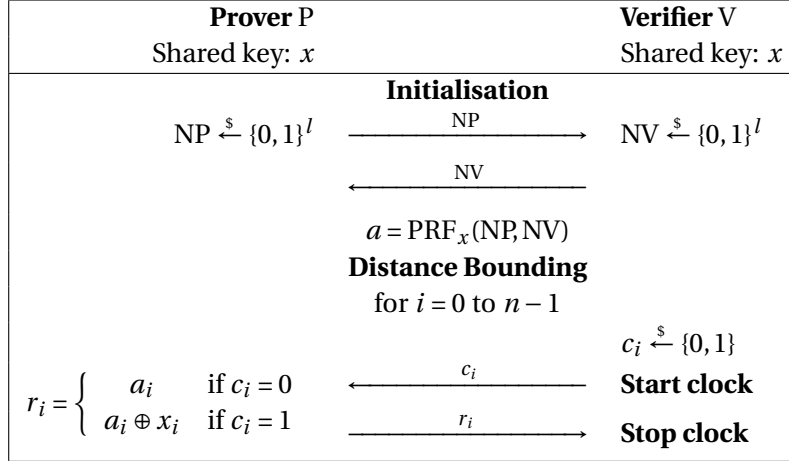 Prover P Verifier V
Shared key: x Shared key: x
Initialisation
NP $← {0, 1}^l NP NV $← {0, 1}^l
NV
a = PRF_x(NP, NV)
Distance Bounding
for i = 0 to n − 1
c_i $← {0, 1}
r_i = { a_i if c_i = 0 c_i Start clock
a_i ⊕ x_i if c_i = 1 r_i Stop clock